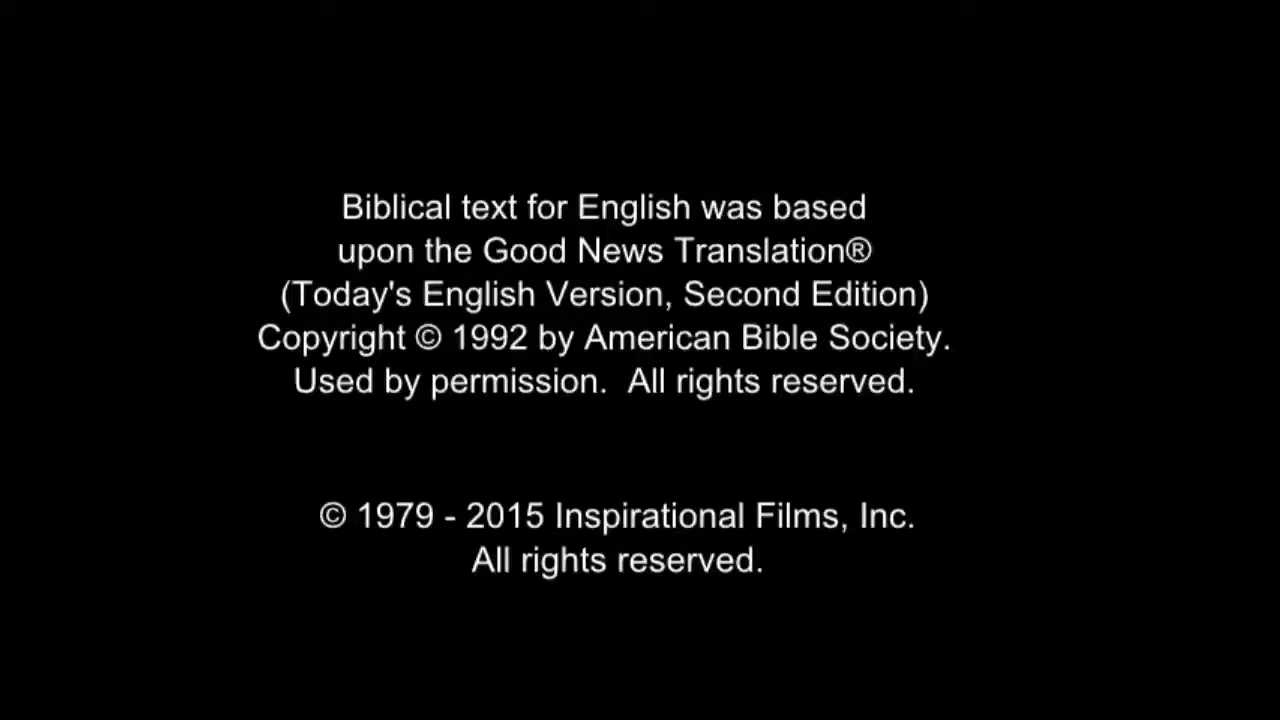 Biblical text for English was based
upon the Good News Translation®
(Today's English Version, Second Edition)
Copyright © 1992 by American Bible Society.
Used by permission.  All rights reserved.
© 1979 - 2015 Inspirational Films, Inc.
All rights reserved.